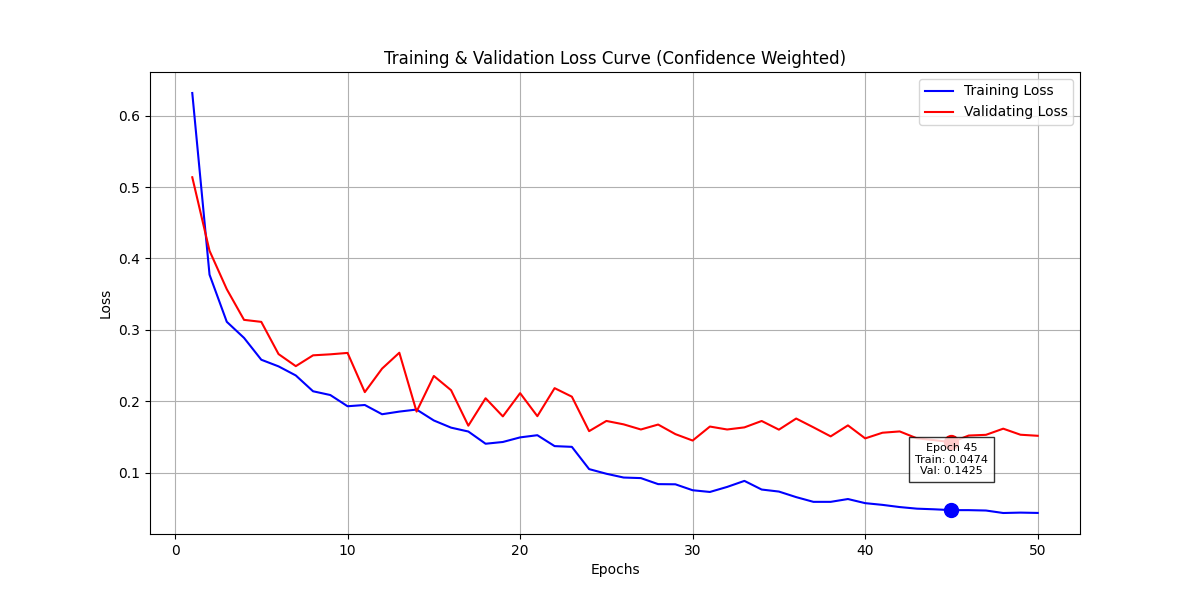 Training & Validation Loss Curve (Confidence Weighted)
Training Loss
Validating Loss
0.6
0.5
0.4
0.3
0.2
0.1
Loss
Epoch 45
Train: 0.0474
Val: 0.1425
0
10
20
30
40
50
Epochs